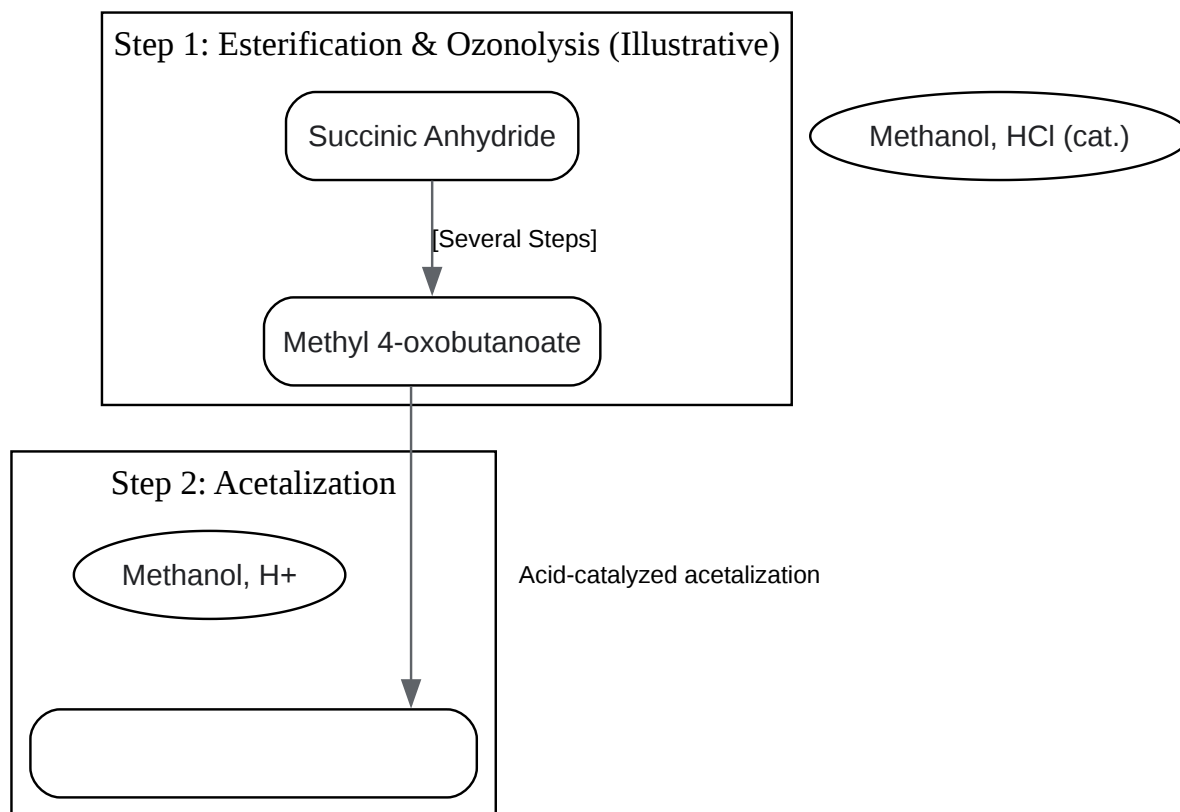 Step 1: Esterification & Ozonolysis (Illustrative)
Succinic Anhydride
Methanol, HCl (cat.)
[Several Steps]
Methyl 4-oxobutanoate
Step 2: Acetalization
Methanol, H+
Acid-catalyzed acetalization